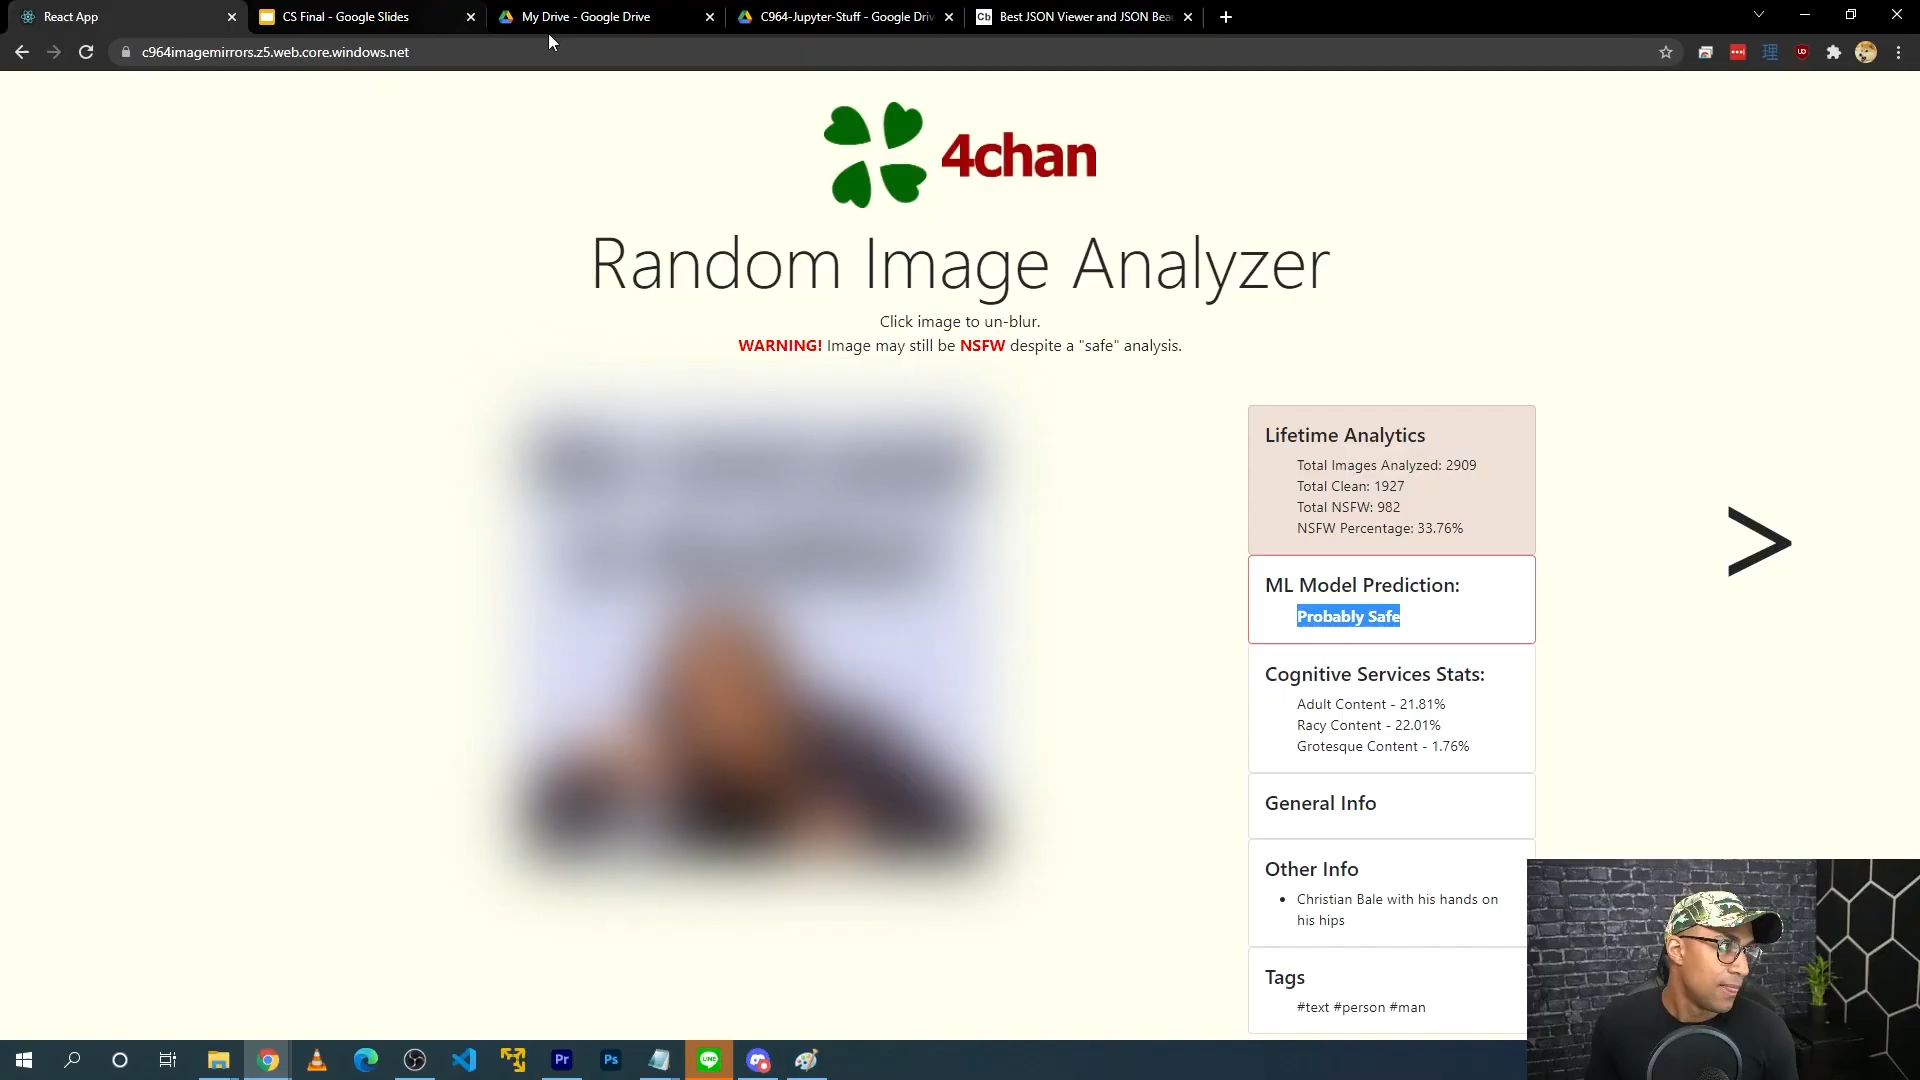 React App
CS Final - Google Slides
My Drive - Google Drive
C964-Jupyter-Stuff - Google Driv
Cb
Best JSON Viewer and JSON Bea
c964imagemirrors.z5.web.core.windows.net
4chan
Random Image Analyzer
Click image to un-blur.
WARNING! Image may still be NSFW despite a "safe" analysis.
Lifetime Analytics
Total Images Analyzed: 2909
Total Clean: 1927
Total NSFW: 982
NSFW Percentage: 33.76%
>
ML Model Prediction:
Probably Safe
Cognitive Services Stats:
Adult Content - 21.81%
Racy Content - 22.01%
Grotesque Content - 1.76%
General Info
Other Info
• Christian Bale with his hands on
his hips
Tags
#text #person #man
Pr
Ps
LINE